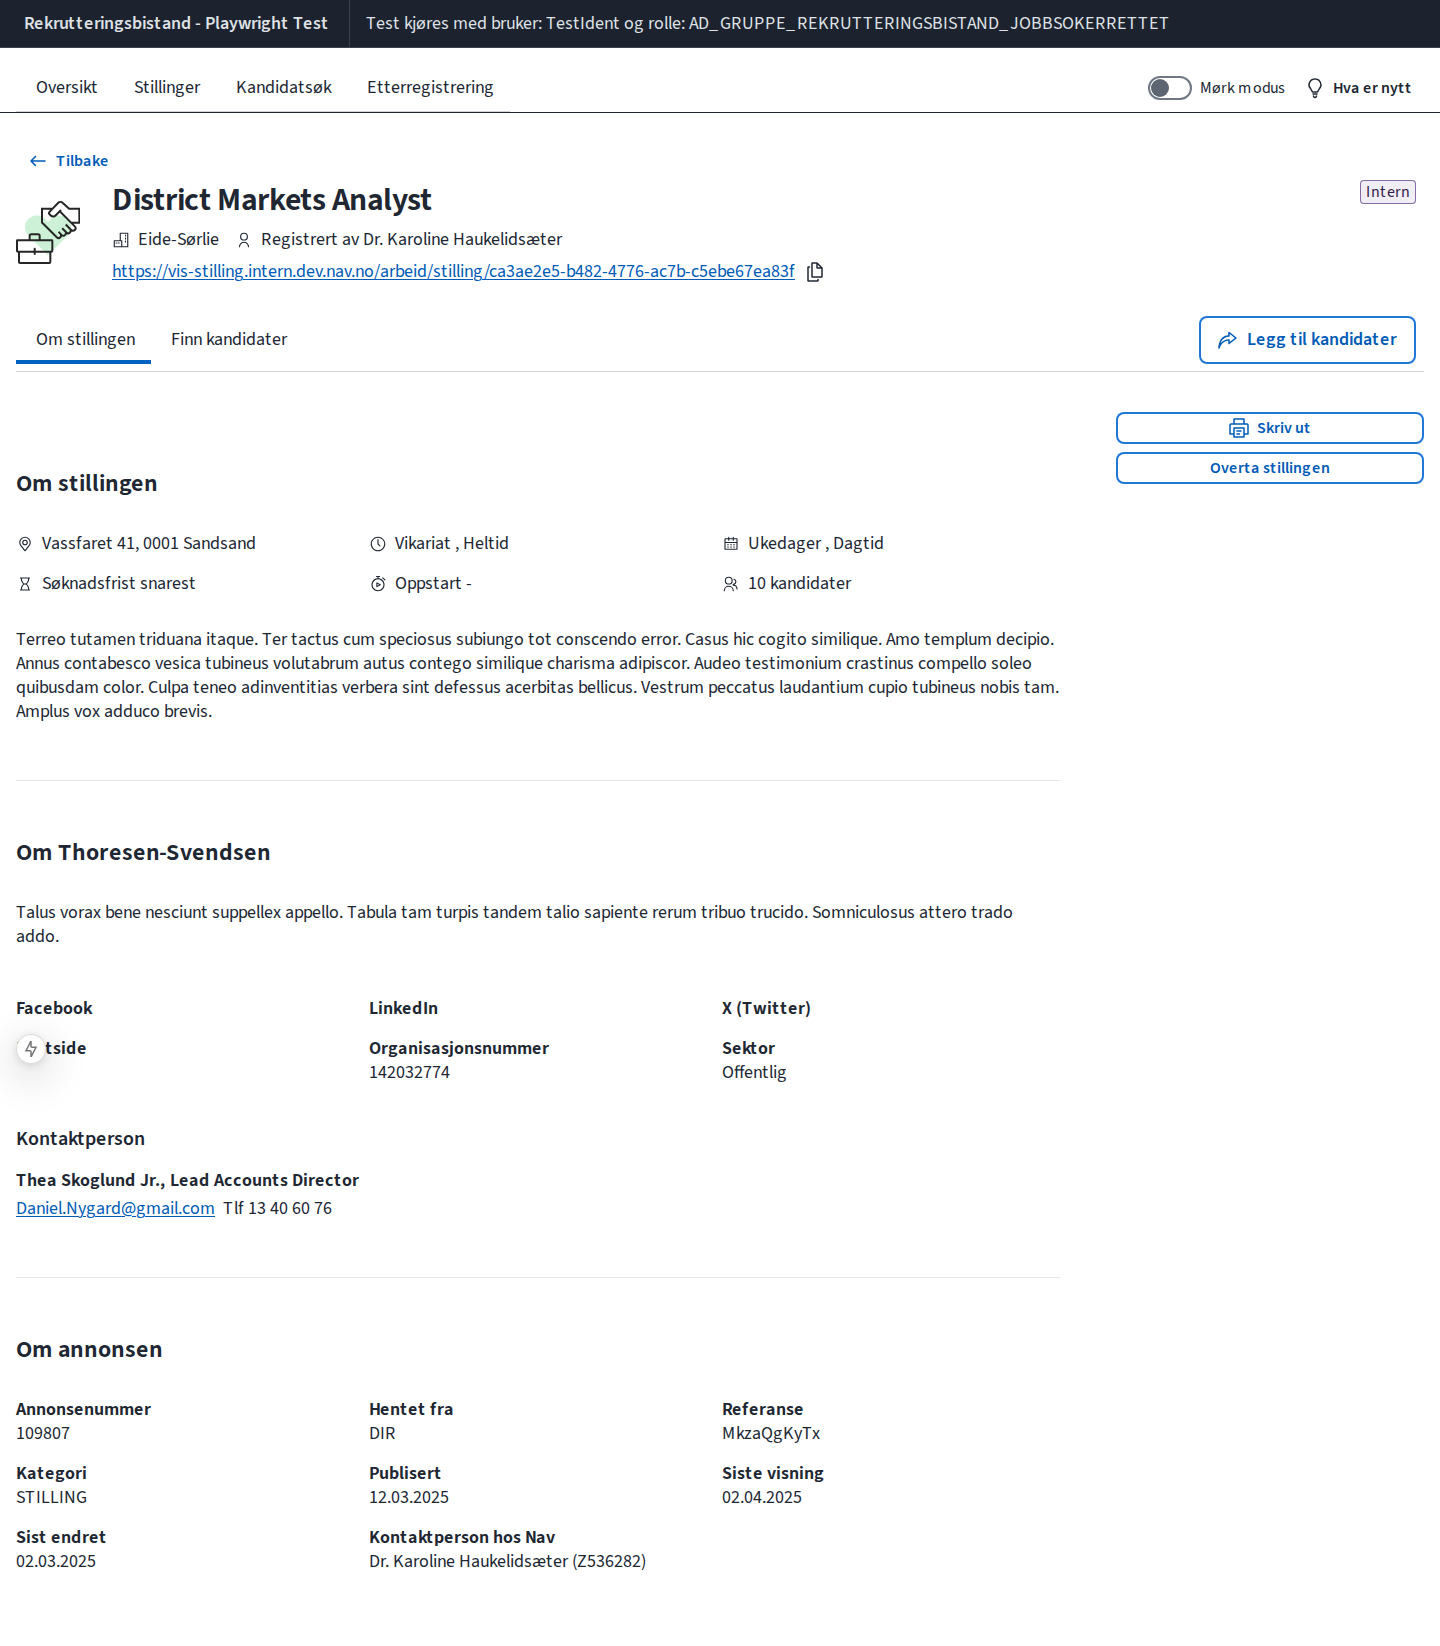 Rekrutteringsbistand - Playwright Test
Test kjøres med bruker: TestIdent og rolle: AD_GRUPPE_REKRUTTERINGSBISTAND_JOBBSOKERRETTET
Oversikt
Stillinger
Kandidatsøk
Etterregistrering
Mørk modus
Hva er nytt
Tilbake
District Markets Analyst
Intern
Eide-Sørlie
Registrert av Dr. Karoline Haukelidsæter
https://vis-stilling.intern.dev.nav.no/arbeid/stilling/ca3ae2e5-b482-4776-ac7b-c5ebe67ea83f
Om stillingen
Finn kandidater
Legg til kandidater
Skriv ut
Overta stillingen
Om stillingen
Vassfaret 41, 0001 Sandsand
Vikariat , Heltid
Ukedager , Dagtid
Søknadsfrist snarest
Oppstart -
10 kandidater
Terreo tutamen triduana itaque. Ter tactus cum speciosus subiungo tot conscendo error. Casus hic cogito similique. Amo templum decipio.
Annus contabesco vesica tubineus volutabrum autus contego similique charisma adipiscor. Audeo testimonium crastinus compello soleo
quibusdam color. Culpa teneo adinventitias verbera sint defessus acerbitas bellicus. Vestrum peccatus laudantium cupio tubineus nobis tam.
Amplus vox adduco brevis.
Om Thoresen-Svendsen
Talus vorax bene nesciunt suppellex appello. Tabula tam turpis tandem talio sapiente rerum tribuo trucido. Somniculosus attero trado
addo.
Facebook
LinkedIn
X (Twitter)
tside
Organisasjonsnummer
142032774
Sektor
Offentlig
Kontaktperson
Thea Skoglund Jr., Lead Accounts Director
Daniel.Nygard@gmail.com Tlf 13 40 60 76
Om annonsen
Annonsenummer
109807
Hentet fra
DIR
Referanse
MkzaQgKyTx
Kategori
STILLING
Publisert
12.03.2025
Siste visning
02.04.2025
Sist endret
02.03.2025
Kontaktperson hos Nav
Dr. Karoline Haukelidsæter (Z536282)